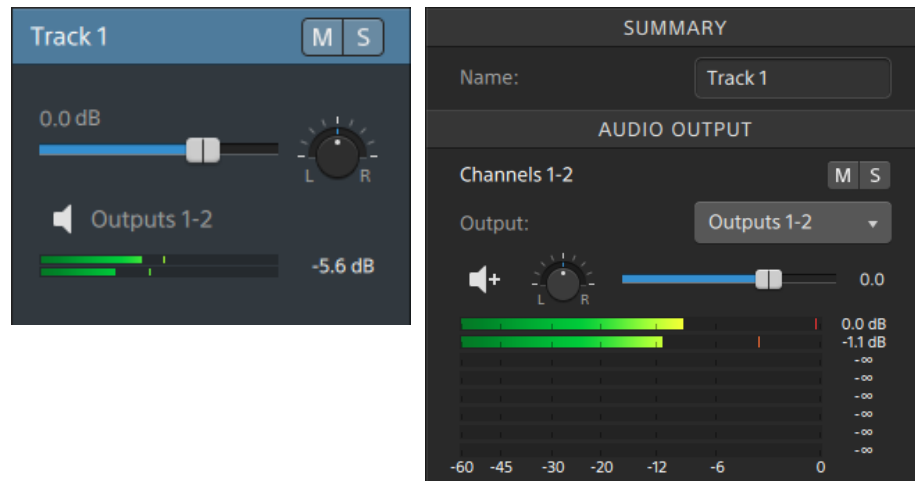 Track 1
M S
0.0 dB
L R
Outputs 1-2
-5.6 dB
SUMMARY
Name: Track 1
AUDIO OUTPUT
Channels 1-2 M S
Output: Outputs 1-2
L R
0.0
0.0 dB
-1.1 dB
-∞
-∞
-∞
-∞
-∞
-∞
-60 -45 -30 -20 -12 -6 0